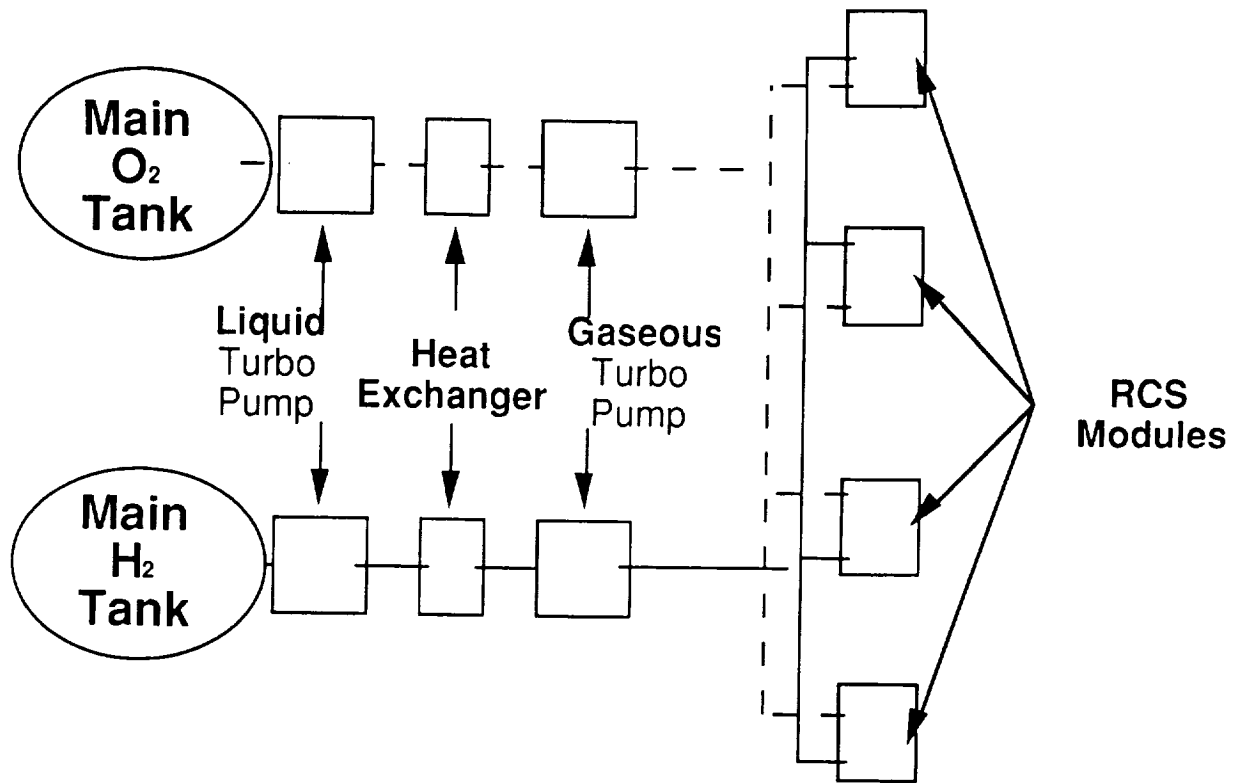 Main
O₂
Tank
Liquid
Turbo
Pump
Heat
Exchanger
Gaseous
Turbo
Pump
RCS
Modules
Main
H₂
Tank